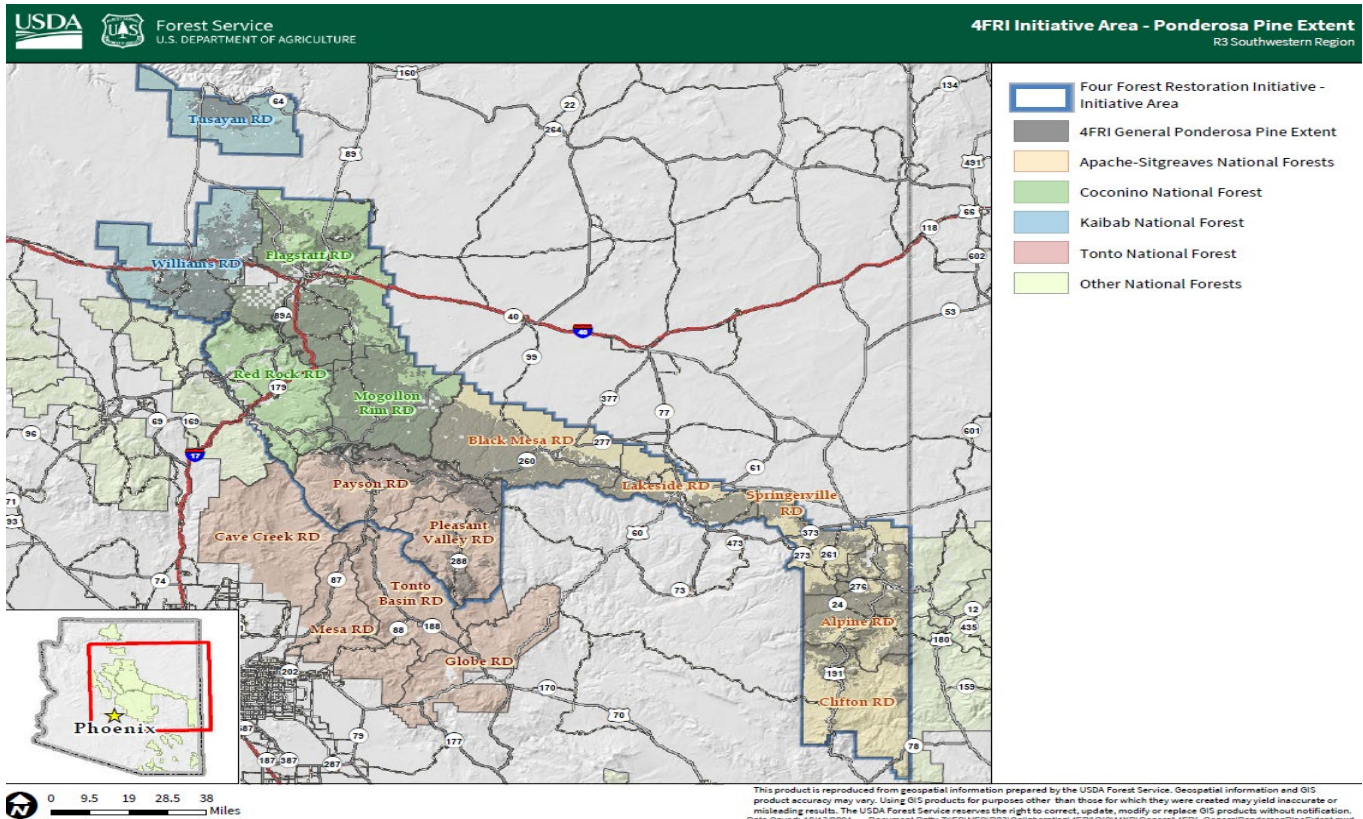 USDA
Forest Service
U.S. DEPARTMENT OF AGRICULTURE
UAS
4FRI Initiative Area - Ponderosa Pine Extent
R3 Southwestern Region
Four Forest Restoration Initiative -
Initiative Area
4FRI General Ponderosa Pine Extent
Apache-Sitgreaves National Forests
Coconino National Forest
Kaibab National Forest
Tonto National Forest
Other National Forests
160
134
64
22
Tusayan RD
264
89
491
66
118
Flagstaff RD
602
Williams RD
53
89A
40
40
99
Red Rock RD
179
Mogollon
Rim RD
377
77
69
169
96
601
Black Mesa RD
277
17
260
61
Payson RD
Lakeside RD
Springerville
RD
71
93
Pleasant
Valley RD
Cave Creek RD
60
373
473
273
261
288
74
87
Tonto
Basin RD
73
276
24
12
435
Mesa RD
88
188
Alpine RD
180
Globe RD
202
191
170
159
70
Clifton RD
Phoenix
79
177
78
187
387
287
N
0 9.5 19 28.5 38
Miles
This product is reproduced from geospatial information prepared by the USDA Forest Service. Geospatial information and GIS
product accuracy may vary. Using GIS products for purposes other than those for which they were created may yield inaccurate or
misleading results. The USDA Forest Service reserves the right to correct, update, modify or replace GIS products without notification.